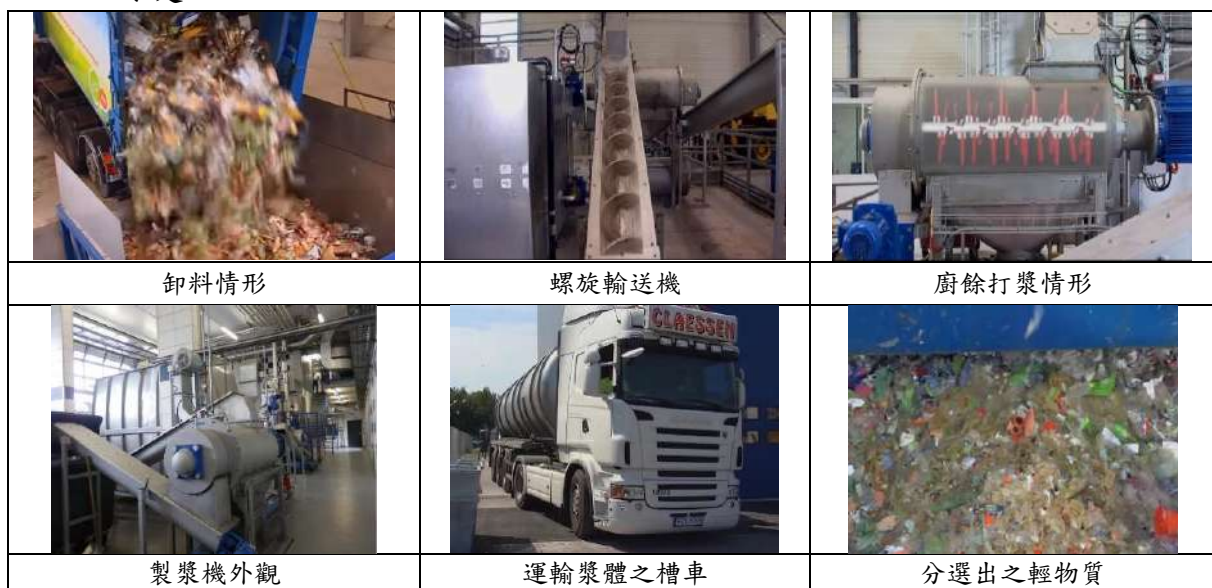 卸料情形
螺旋輸送機
廚餘打漿情形
CLAESSEN
製漿機外觀
運輸漿體之槽車
分選出之輕物質